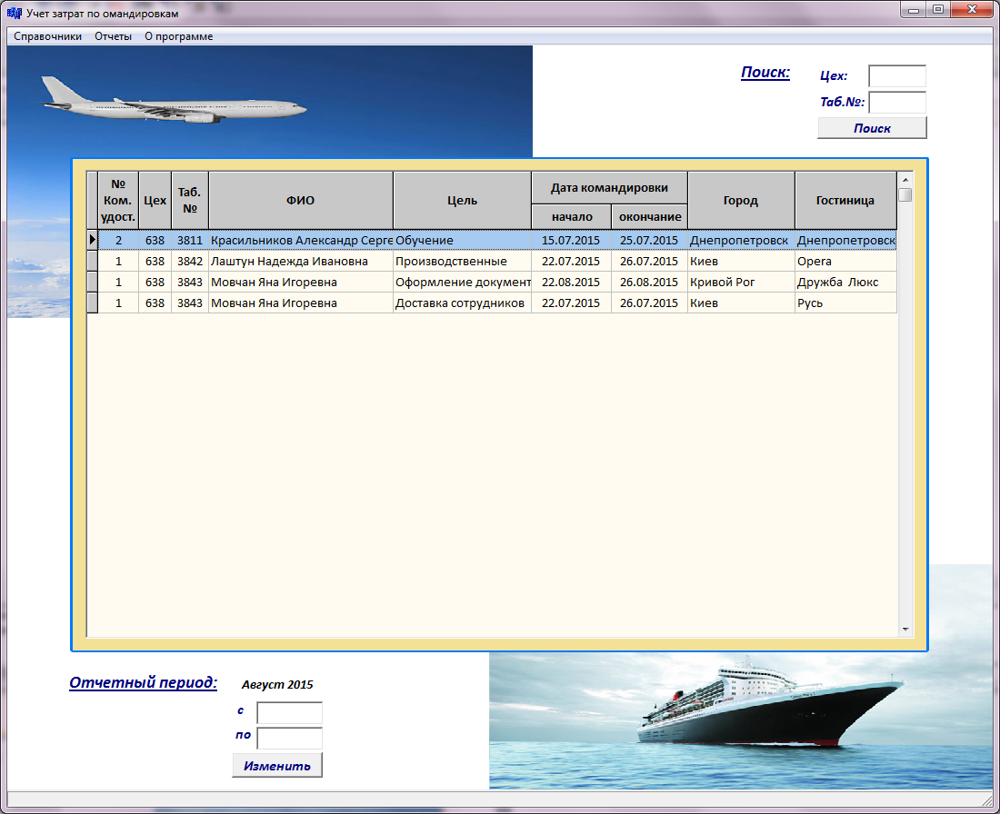 Учет затрат по омандировкам
Справочники Отчеты О программе
Поиск: Цех:
Таб.№:
Поиск
№ Ком. удост. Цех Таб. № ФИО Цель Дата командировки начало окончание Город Гостиница
2 638 3811 Красильников Александр Серге Обучение 15.07.2015 25.07.2015 Днепропетровск Днепропетровск
1 638 3842 Лаштун Надежда Ивановна Производственные 22.07.2015 26.07.2015 Киев Opera
1 638 3843 Мовчан Яна Игоревна Оформление документ 22.08.2015 26.08.2015 Кривой Рог Дружба Люкс
1 638 3843 Мовчан Яна Игоревна Доставка сотрудников 22.07.2015 26.07.2015 Киев Русь
Отчетный период: Август 2015
с
по
Изменить